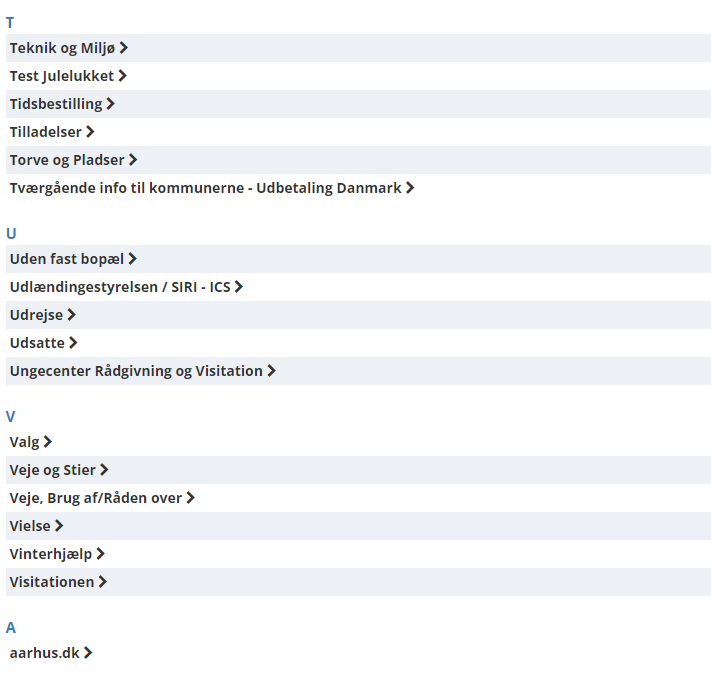 T
Teknik og Miljø
Test Julelukket
Tidsbestilling
Tilladelser
Torve og Pladser
Tværgående info til kommunerne - Udbetaling Danmark
U
Uden fast bopæl
Udlændingestyrelsen / SIRI - ICS
Udrejse
Udsatte
Ungecenter Rådgivning og Visitation
V
Valg
Veje og Stier
Veje, Brug af/Råden over
Vielse
Vinterhjælp
Visitationen
A
aarhus.dk